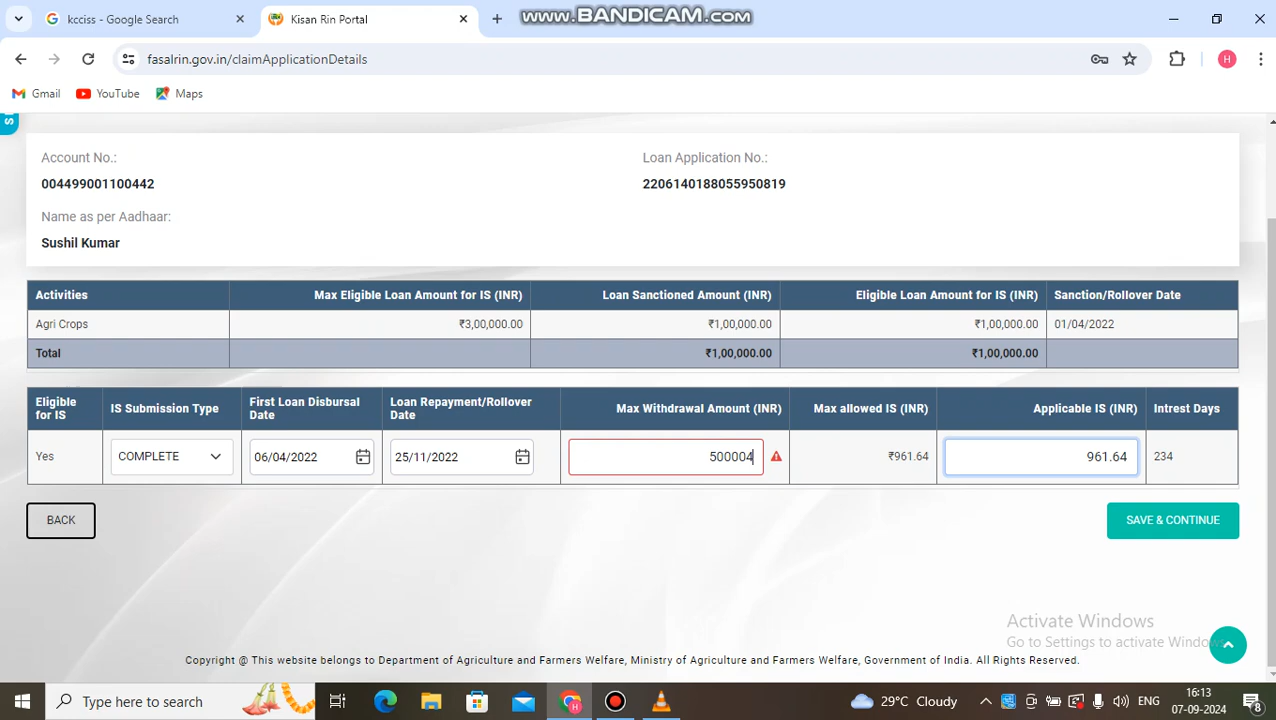 kcciss - Google Search
Kisan Rin Portal
www.BANDICAM.com
fasalrin.gov.in/claimApplicationDetails
H
Gmail
YouTube
Maps
Account No.:
Loan Application No.:
004499001100442
2206140188055950819
Name as per Aadhaar:
Sushil Kumar
Activities
Max Eligible Loan Amount for IS (INR)
Loan Sanctioned Amount (INR)
Eligible Loan Amount for IS (INR)
Sanction/Rollover Date
Agri Crops
₹3,00,000.00
₹1,00,000.00
₹1,00,000.00
01/04/2022
Total
₹1,00,000.00
₹1,00,000.00
Eligible for IS
IS Submission Type
First Loan Disbursal Date
Loan Repayment/Rollover Date
Max Withdrawal Amount (INR)
Max allowed IS (INR)
Applicable IS (INR)
Intrest Days
Yes
COMPLETE
06/04/2022
25/11/2022
500004
₹961.64
961.64
234
BACK
SAVE & CONTINUE
Activate Windows
Go to Settings to activate Windows.
Copyright @ This website belongs to Department of Agriculture and Farmers Welfare, Ministry of Agriculture and Farmers Welfare, Government of India. All Rights Reserved.
Type here to search
29°C Cloudy
ENG
16:13
07-09-2024
8